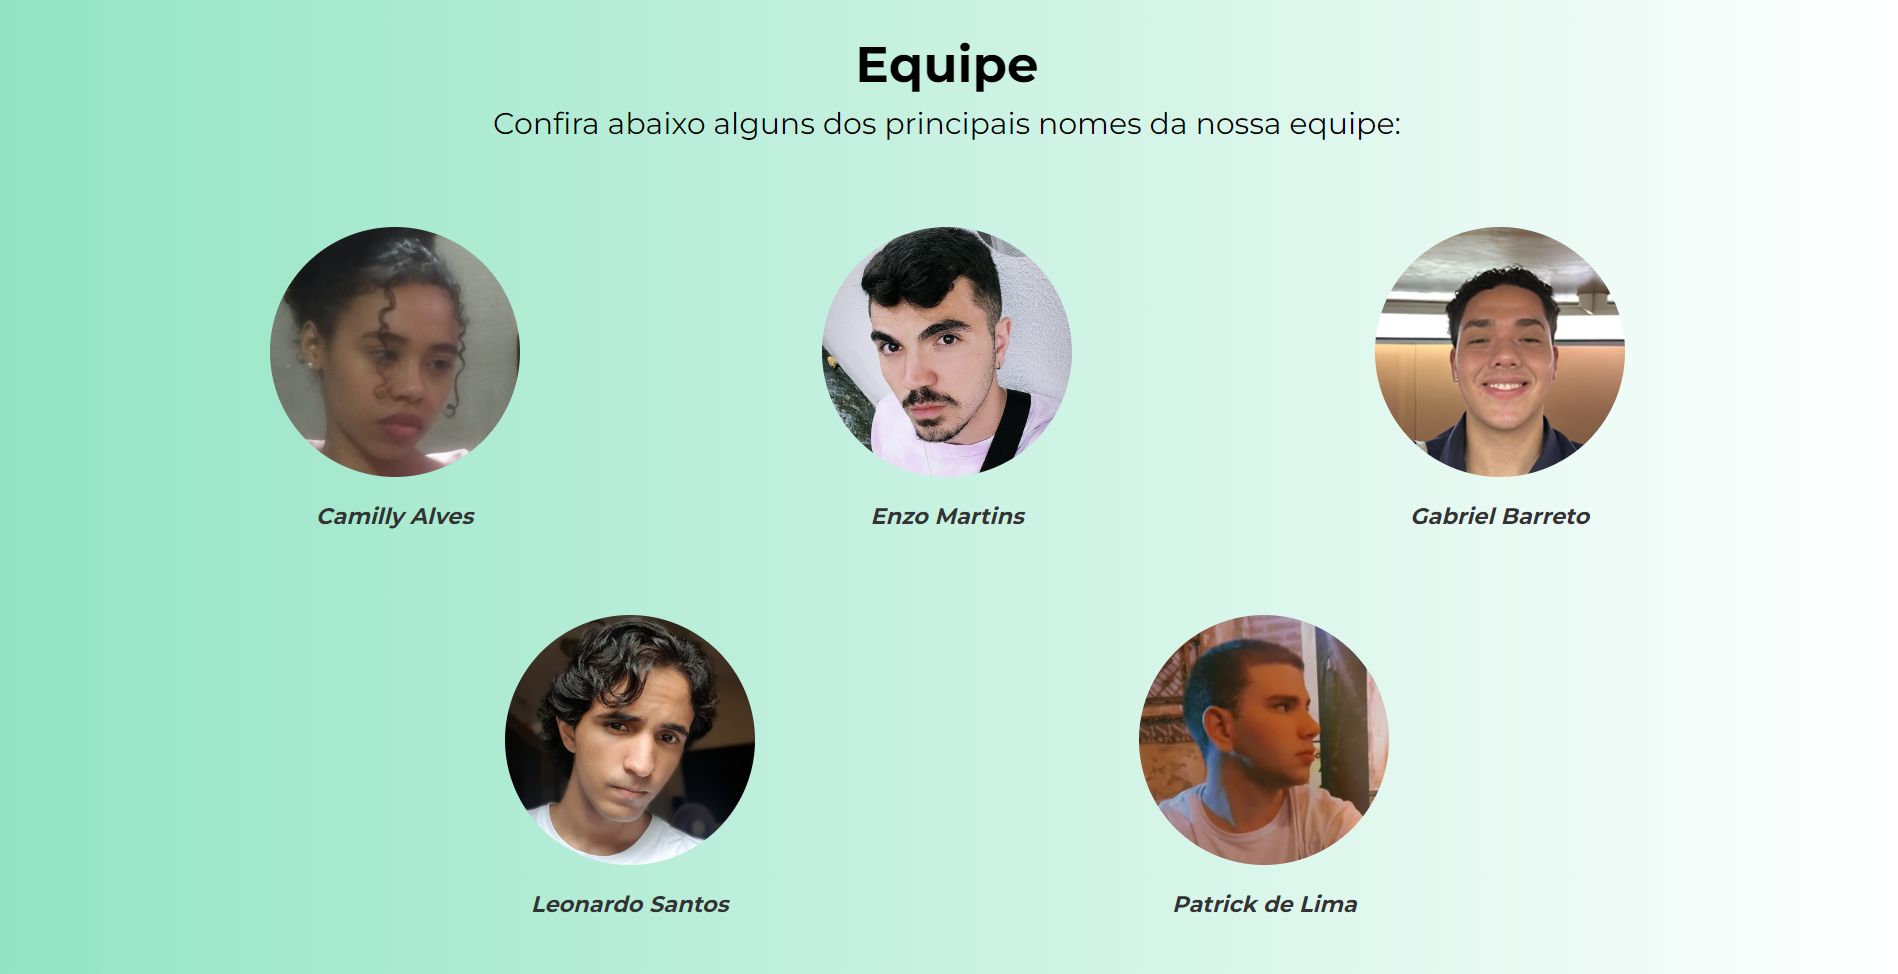 Equipe
Confira abaixo alguns dos principais nomes da nossa equipe:
Camilly Alves
Enzo Martins
Gabriel Barreto
Leonardo Santos
Patrick de Lima